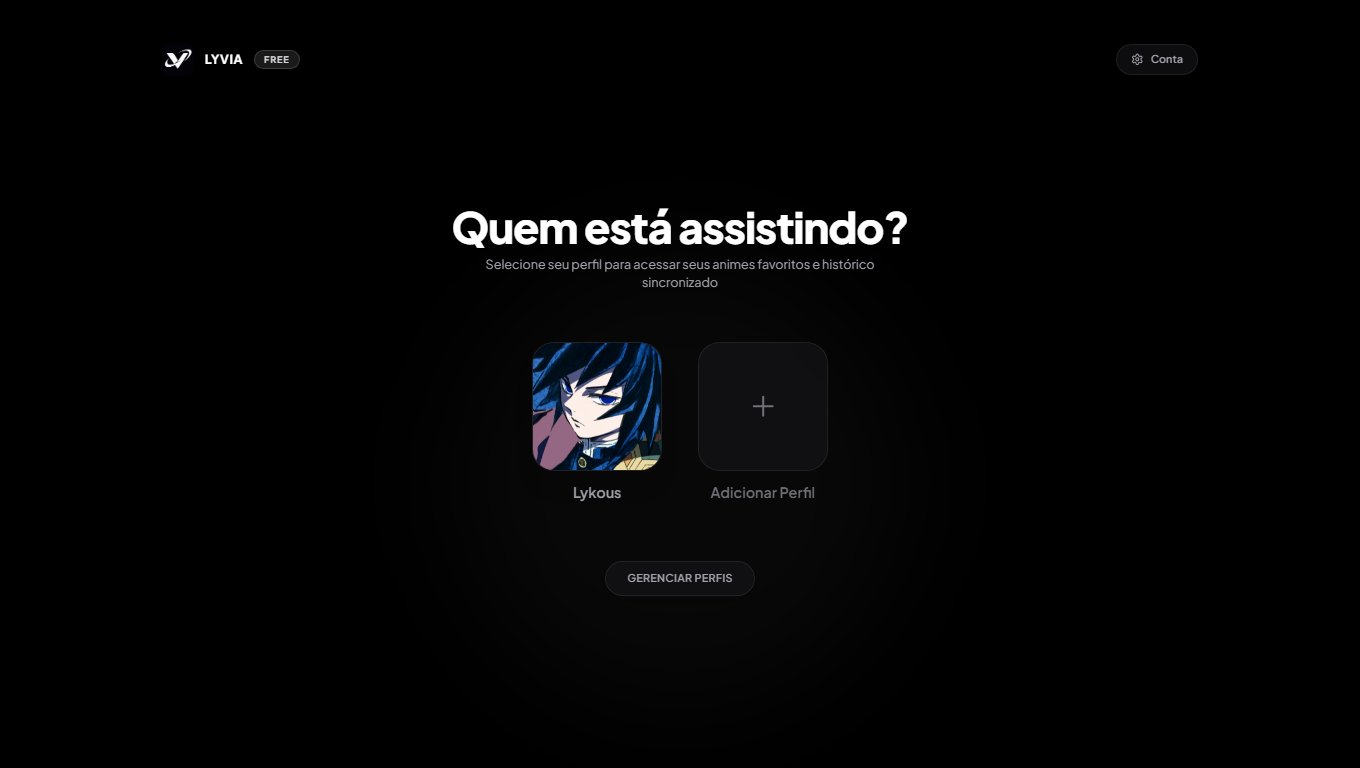 LYVIA FREE
Conta
Quem está assistindo?
Selecione seu perfil para acessar seus animes favoritos e histórico
sincronizado
Lykous
Adicionar Perfil
GERENCIAR PERFIS